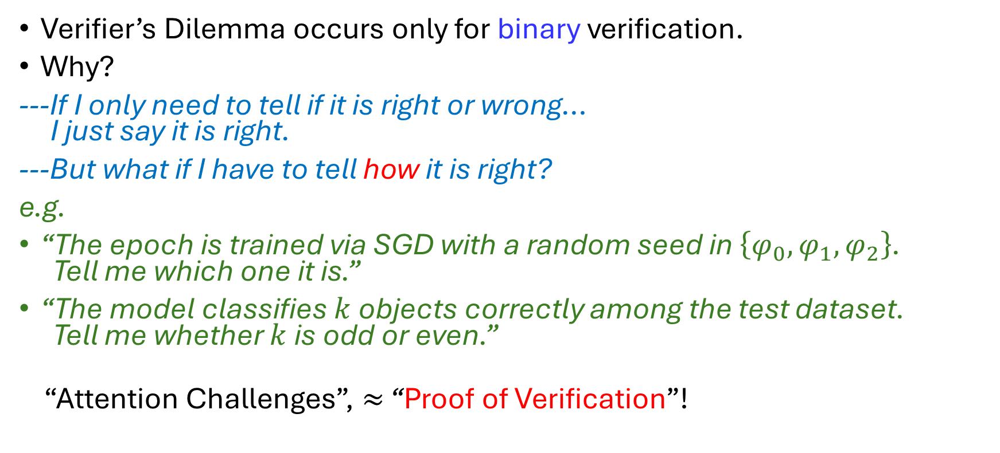 • Verifier’s Dilemma occurs only for binary verification.
• Why?
---If I only need to tell if it is right or wrong…
I just say it is right.
---But what if I have to tell how it is right?
e.g.
• “The epoch is trained via SGD with a random seed in {φ₀, φ₁, φ₂}.
Tell me which one it is.”
• “The model classifies k objects correctly among the test dataset.
Tell me whether k is odd or even.”
“Attention Challenges”, ≈ “Proof of Verification”!